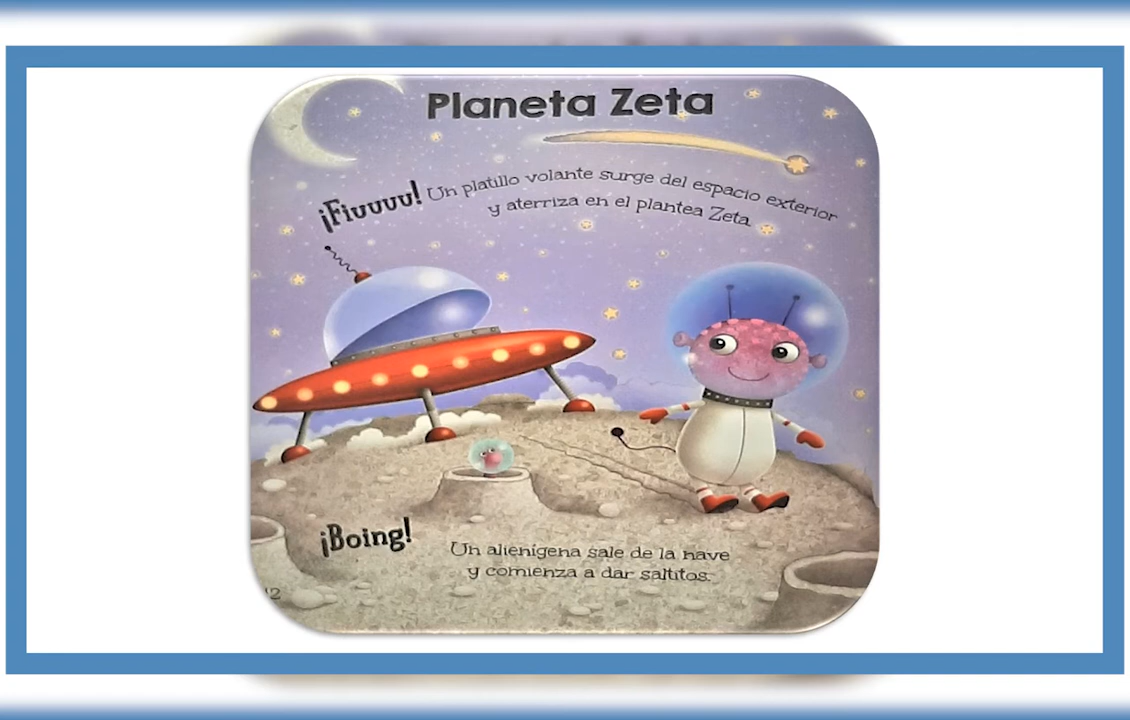 Planeta Zeta
¡Fiuuuu! Un platillo volante surge del espacio exterior
y aterriza en el plantea Zeta.
¡Boing!
Un alienígena sale de la nave
y comienza a dar saltitos.
12